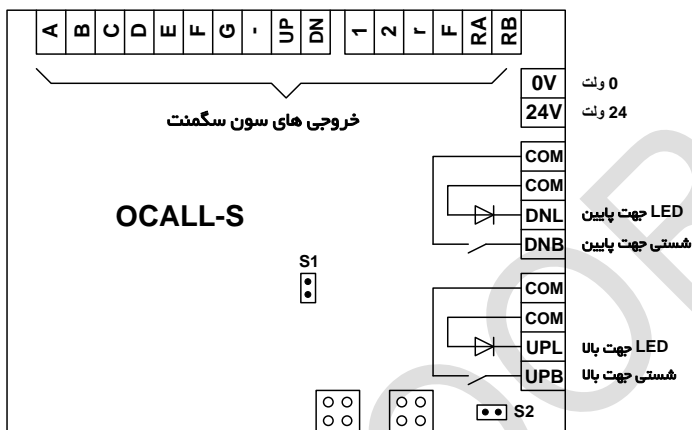 A B C D E F G - UP DN 1 2 r F RA RB
خروجی های سون سگمنت
0V 0 ولت
24V 24 ولت
COM
COM
OCALL-S
DNL LED جهت پایین
DNB شستی جهت پایین
S1
COM
COM
UPL LED جهت بالا
UPB شستی جهت بالا
S2